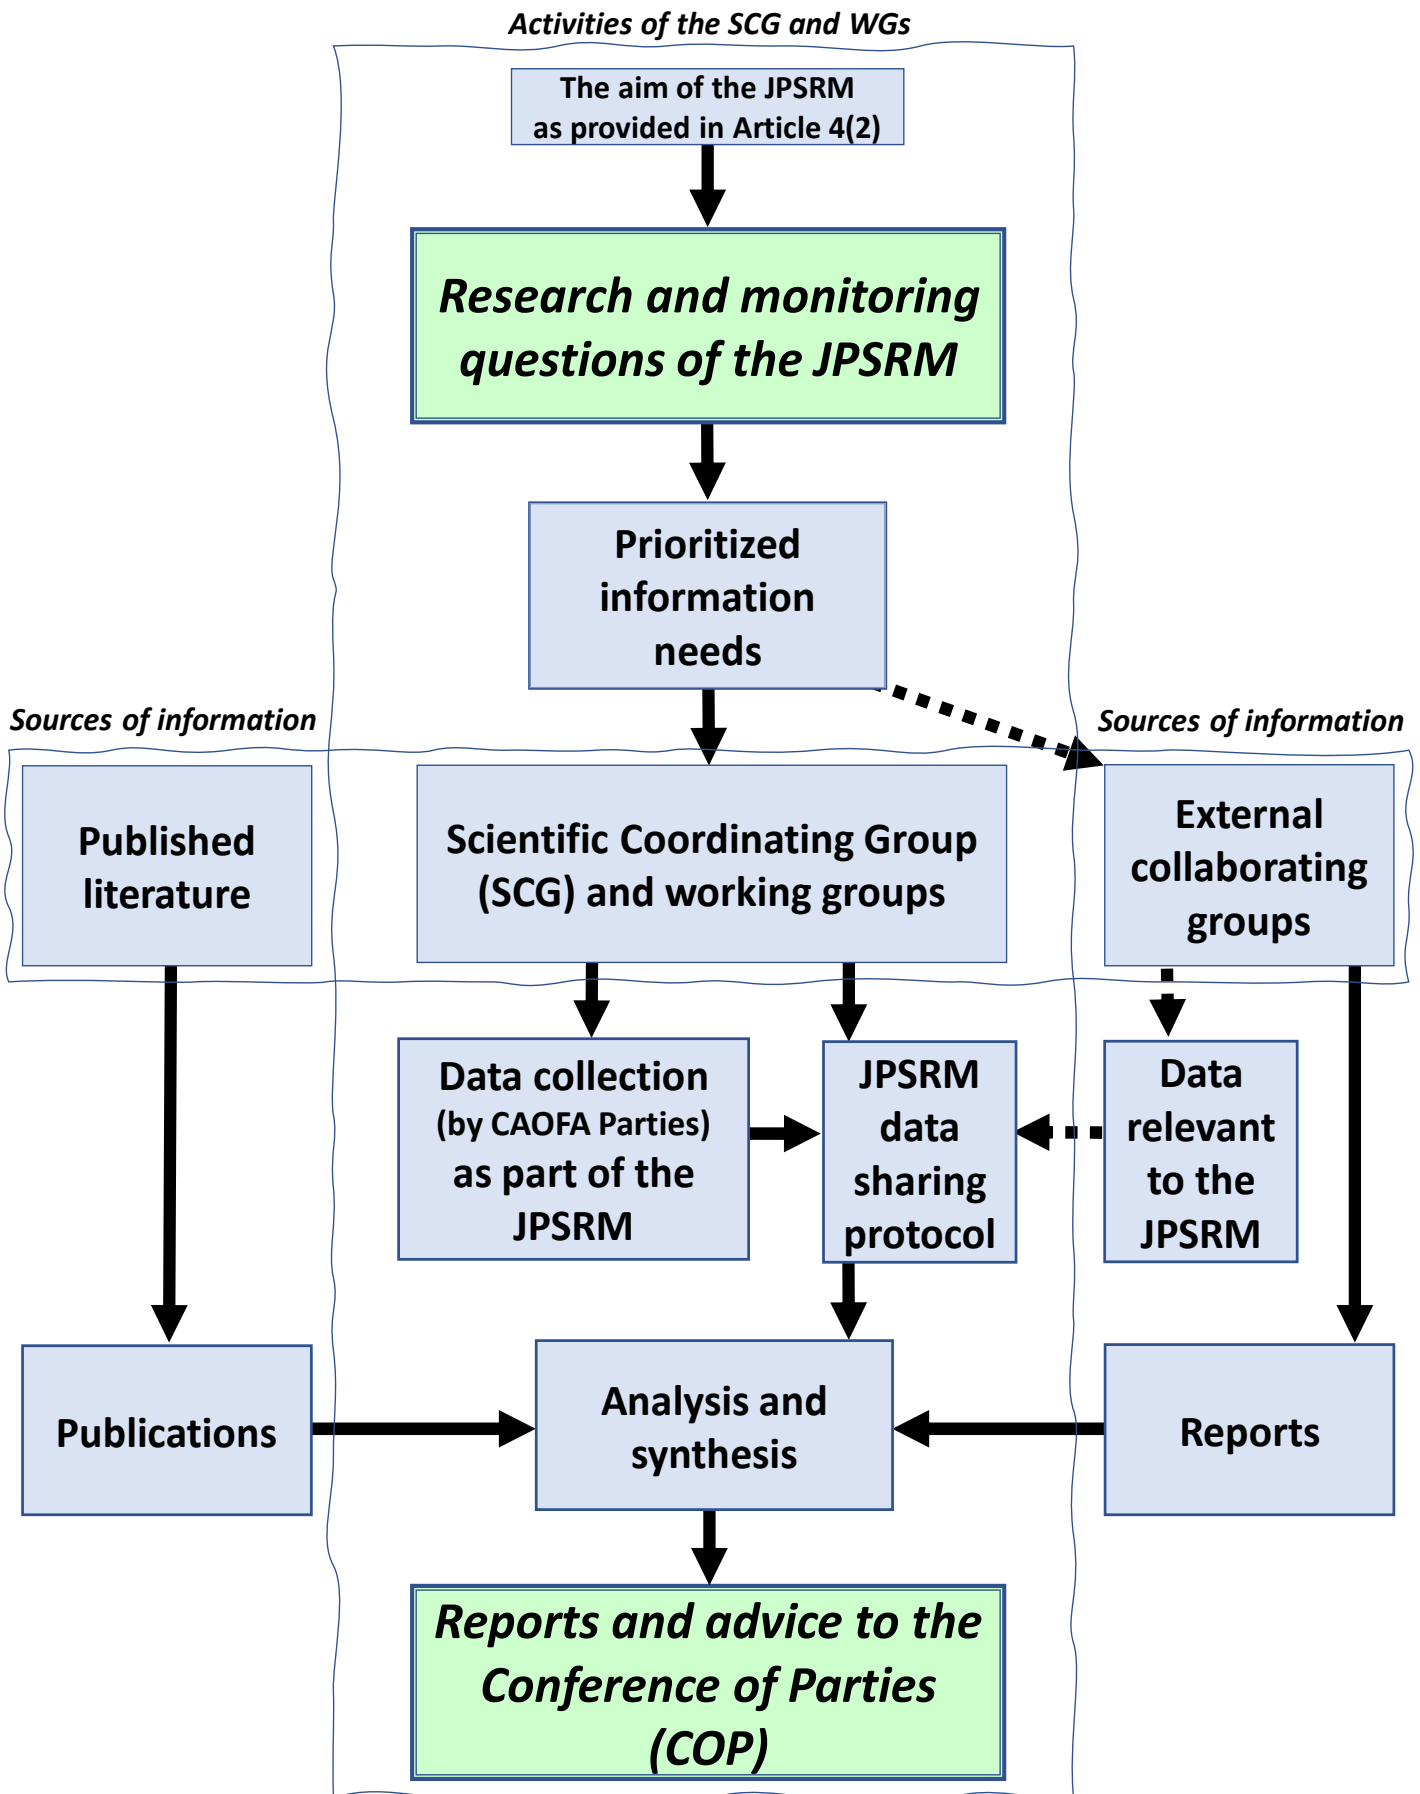 Activities of the SCG and WGs
The aim of the JPSRM
as provided in Article 4(2)
Research and monitoring
questions of the JPSRM
Prioritized
information
needs
Sources of information
Sources of information
Published
literature
Scientific Coordinating Group
(SCG) and working groups
External
collaborating
groups
Data collection
(by CAOFA Parties)
as part of the
JPSRM
JPSRM
data
sharing
protocol
Data
relevant
to the
JPSRM
Publications
Analysis and
synthesis
Reports
Reports and advice to the
Conference of Parties
(COP)